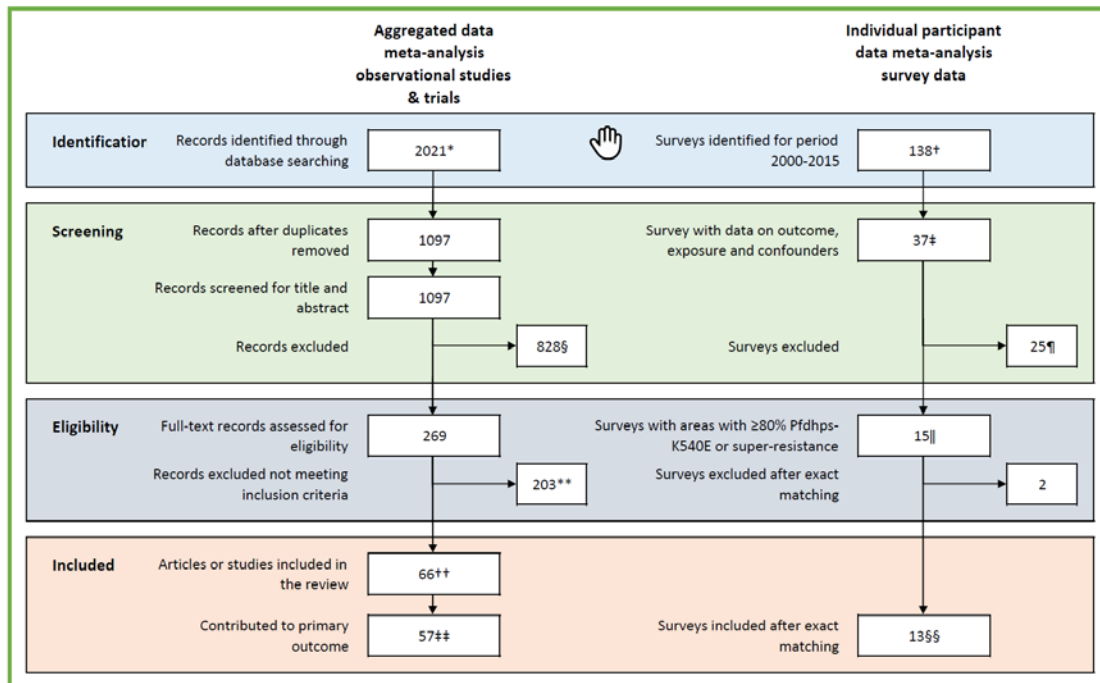 Aggregated data
meta-analysis
observational studies
& trials
Individual participant
data meta-analysis
survey data
Identification
Records identified through
database searching
2021*
Surveys identified for period
2000-2015
138†
Screening
Records after duplicates
removed
1097
Survey with data on outcome,
exposure and confounders
37‡
Records screened for title and
abstract
1097
Records excluded
828§
Surveys excluded
25¶
Eligibility
Full-text records assessed for
eligibility
269
Surveys with areas with ≥80% Pfdhps-
K540E or super-resistance
15‖
Records excluded not meeting
inclusion criteria
203**
Surveys excluded after exact
matching
2
Included
Articles or studies included in
the review
66††
Contributed to primary
outcome
57‡‡
Surveys included after exact
matching
13§§